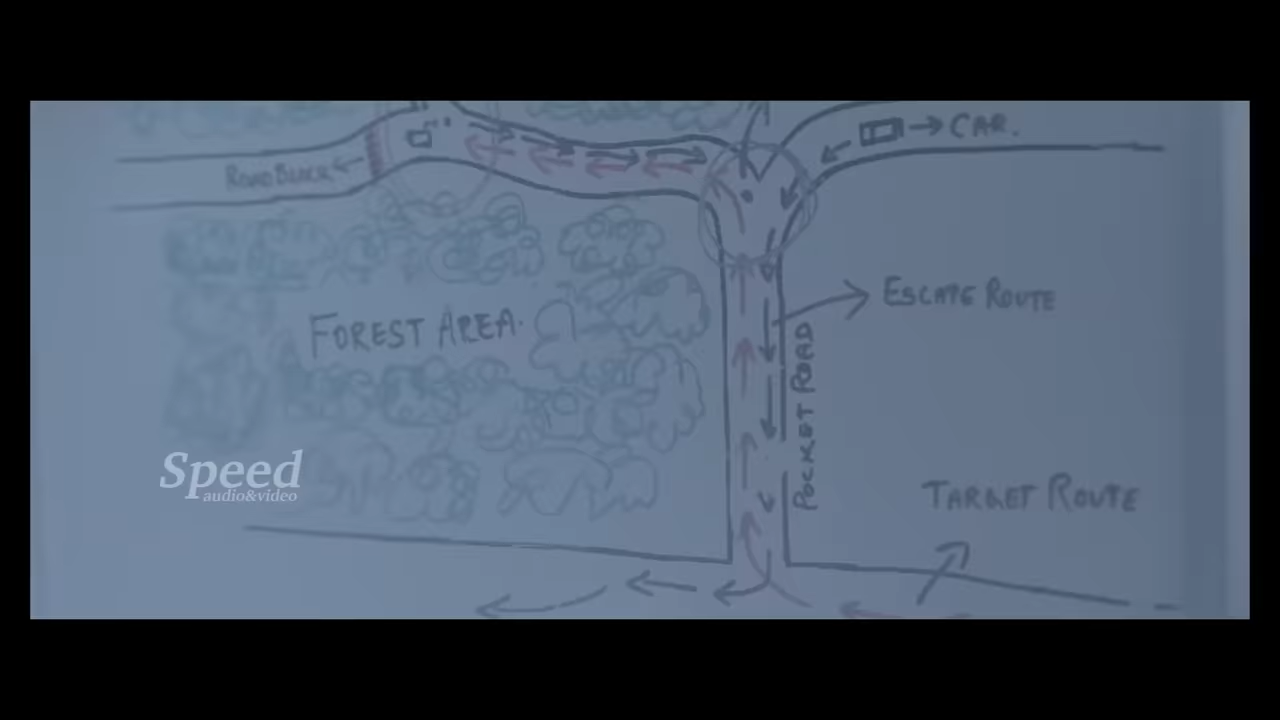 CAR.
ROAD BLOCK
ESCAPE ROUTE
FOREST AREA.
POCKET ROAD
Speed
audio&video
TARGET ROUTE